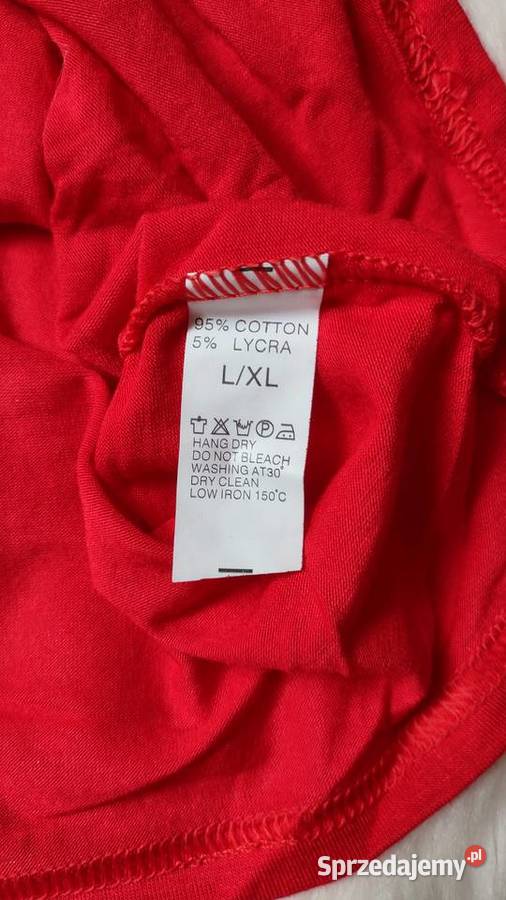 95% COTTON
5% LYCRA
L/XL
HANG DRY
DO NOT BLEACH
WASHING AT30°
DRY CLEAN
LOW IRON 150°C
Sprzedajemy.pl